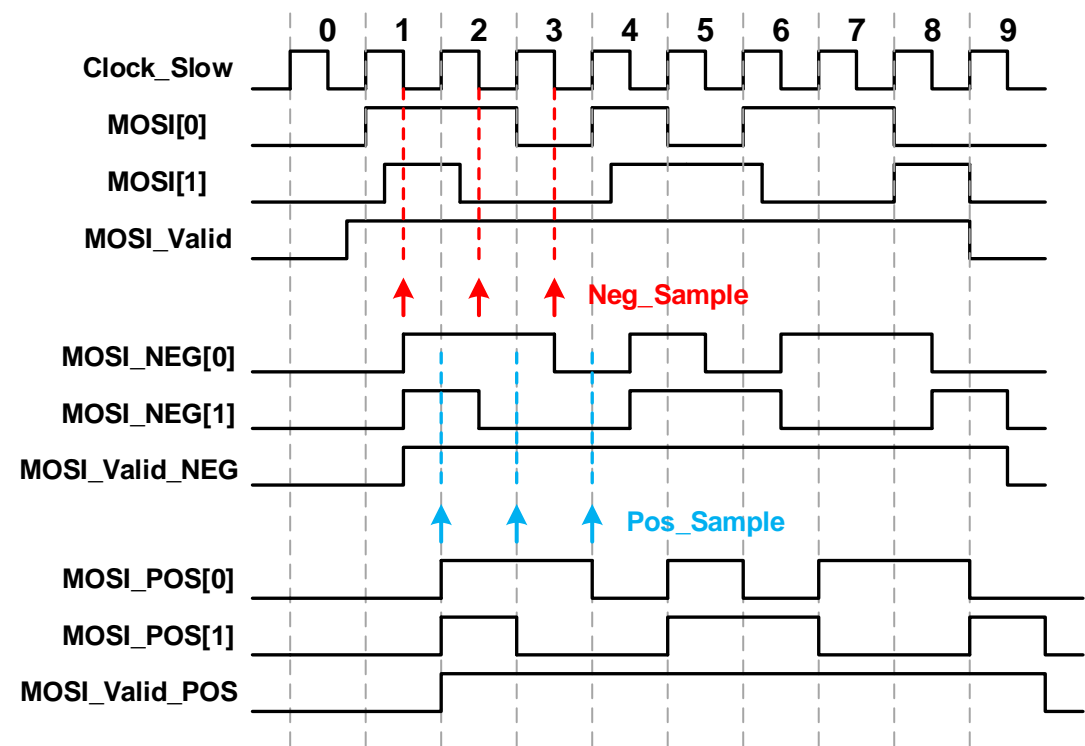 0 1 2 3 4 5 6 7 8 9
Clock_Slow
MOSI[0]
MOSI[1]
MOSI_Valid
Neg_Sample
MOSI_NEG[0]
MOSI_NEG[1]
MOSI_Valid_NEG
Pos_Sample
MOSI_POS[0]
MOSI_POS[1]
MOSI_Valid_POS